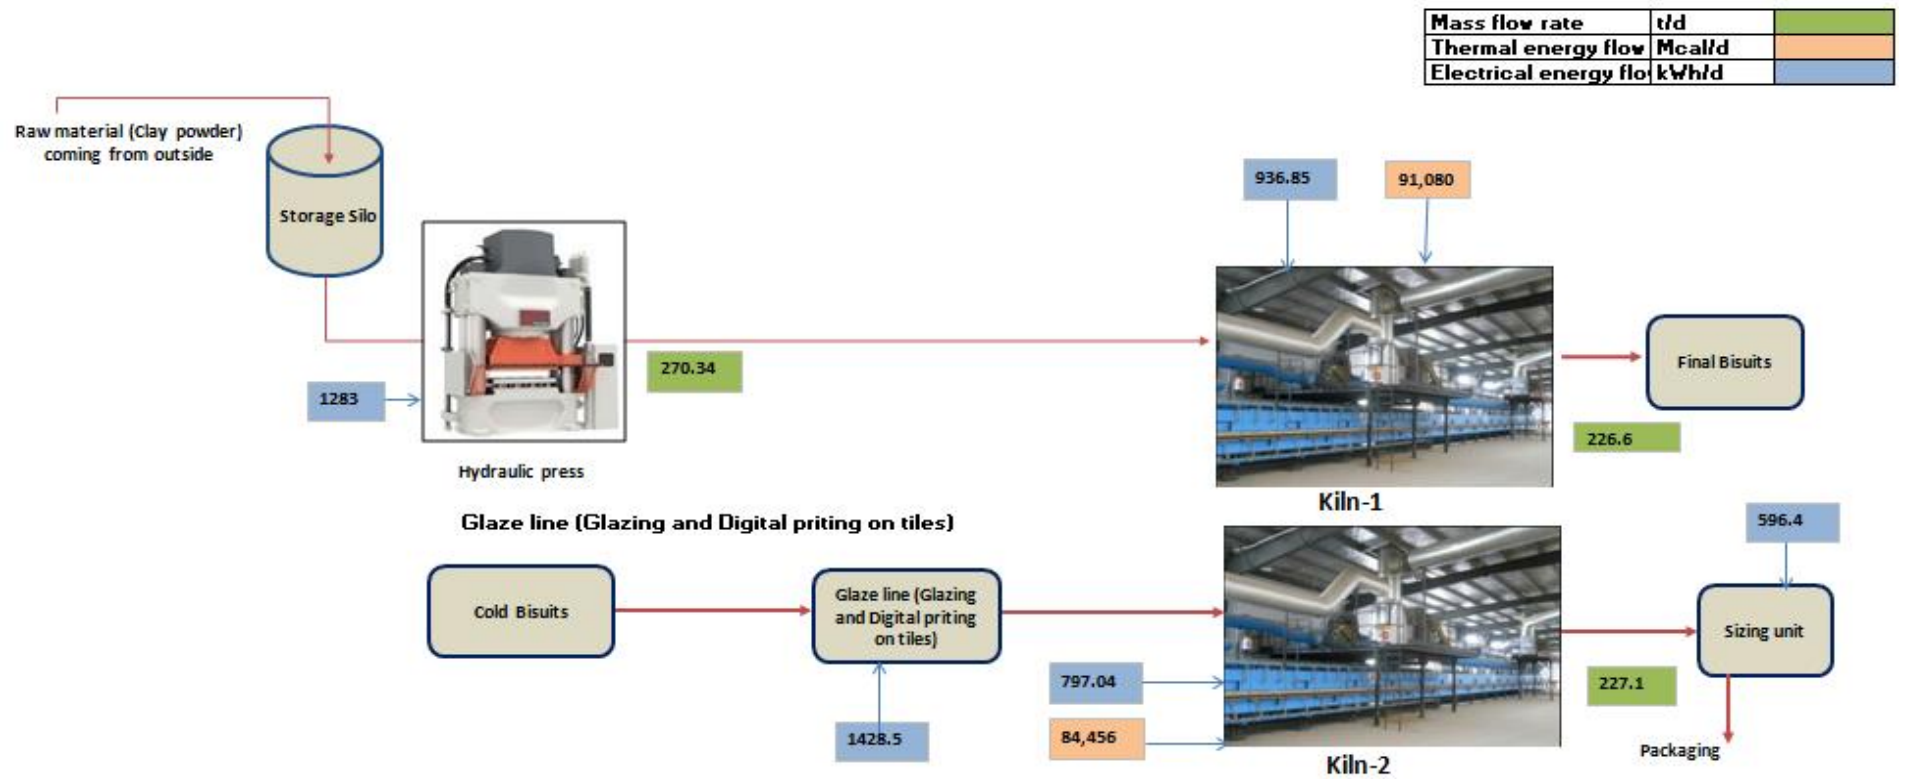 Mass flow rate t/d
Thermal energy flow Mcal/d
Electrical energy flo kWh/d
Raw material (Clay powder)
coming from outside
Storage Silo
936.85
91,080
1283
270.34
Final Bisuits
226.6
Hydraulic press
Kiln-1
Glaze line (Glazing and Digital priting on tiles)
596.4
Cold Bisuits
Glaze line (Glazing
and Digital priting
on tiles)
Sizing unit
797.04
227.1
1428.5
84,456
Packaging
Kiln-2